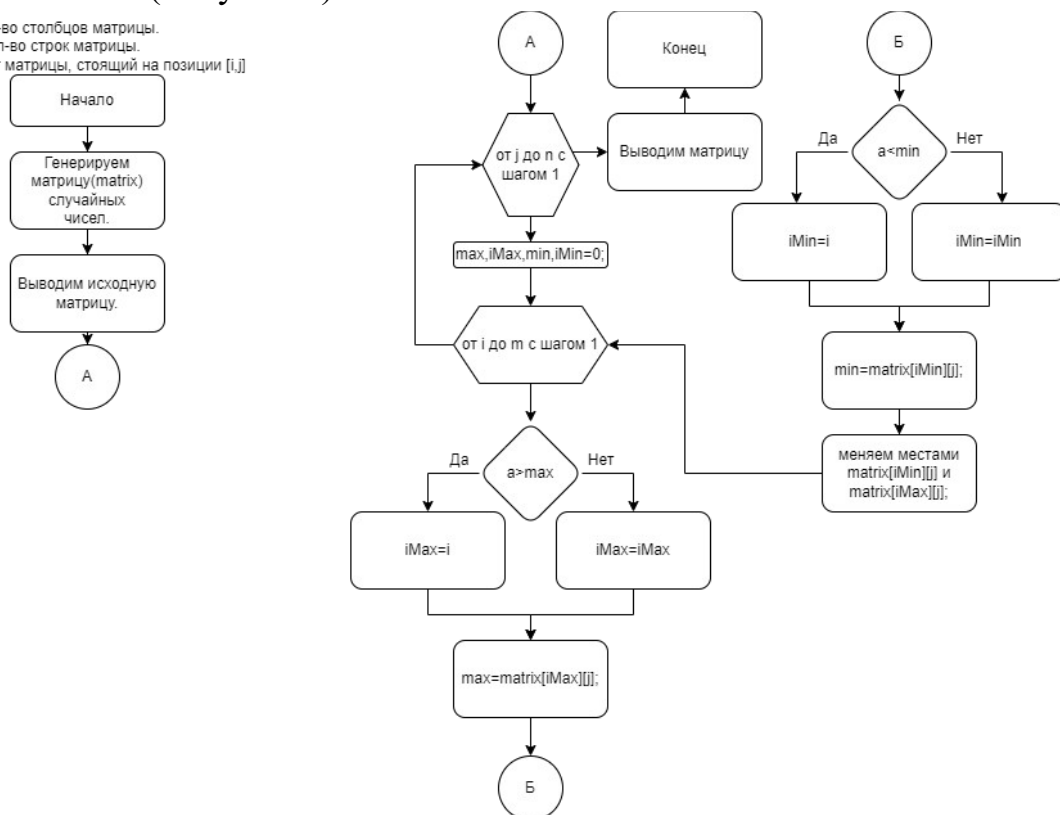 -во столбцов матрицы.
л-во строк матрицы.
матрицы, стоящий на позиции [i,j]
Начало
Генерируем
матрицу(matrix)
случайных
чисел.
Выводим исходную
матрицу.
А
А
от j до n с
шагом 1
Конец
Выводим матрицу
max,iMax,min,iMin=0;
от i до m с шагом 1
a>max
Да
Нет
iMax=i
iMax=iMax
max=matrix[iMax][j];
Б
Б
a<min
Да
Нет
iMin=i
iMin=iMin
min=matrix[iMin][j];
меняем местами
matrix[iMin][j] и
matrix[iMax][j];